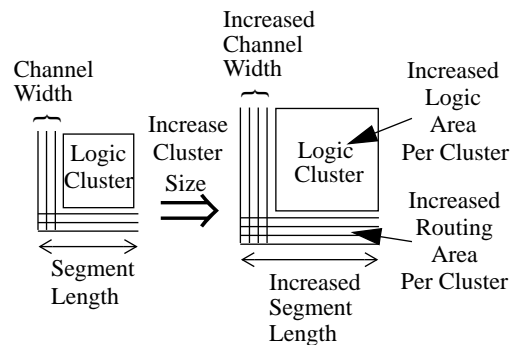 Channel
Width
Logic
Cluster
Segment
Length
Increase
Cluster
Size
Increased
Channel
Width
Logic
Cluster
Increased
Segment
Length
Increased
Logic
Area
Per Cluster
Increased
Routing
Area
Per Cluster